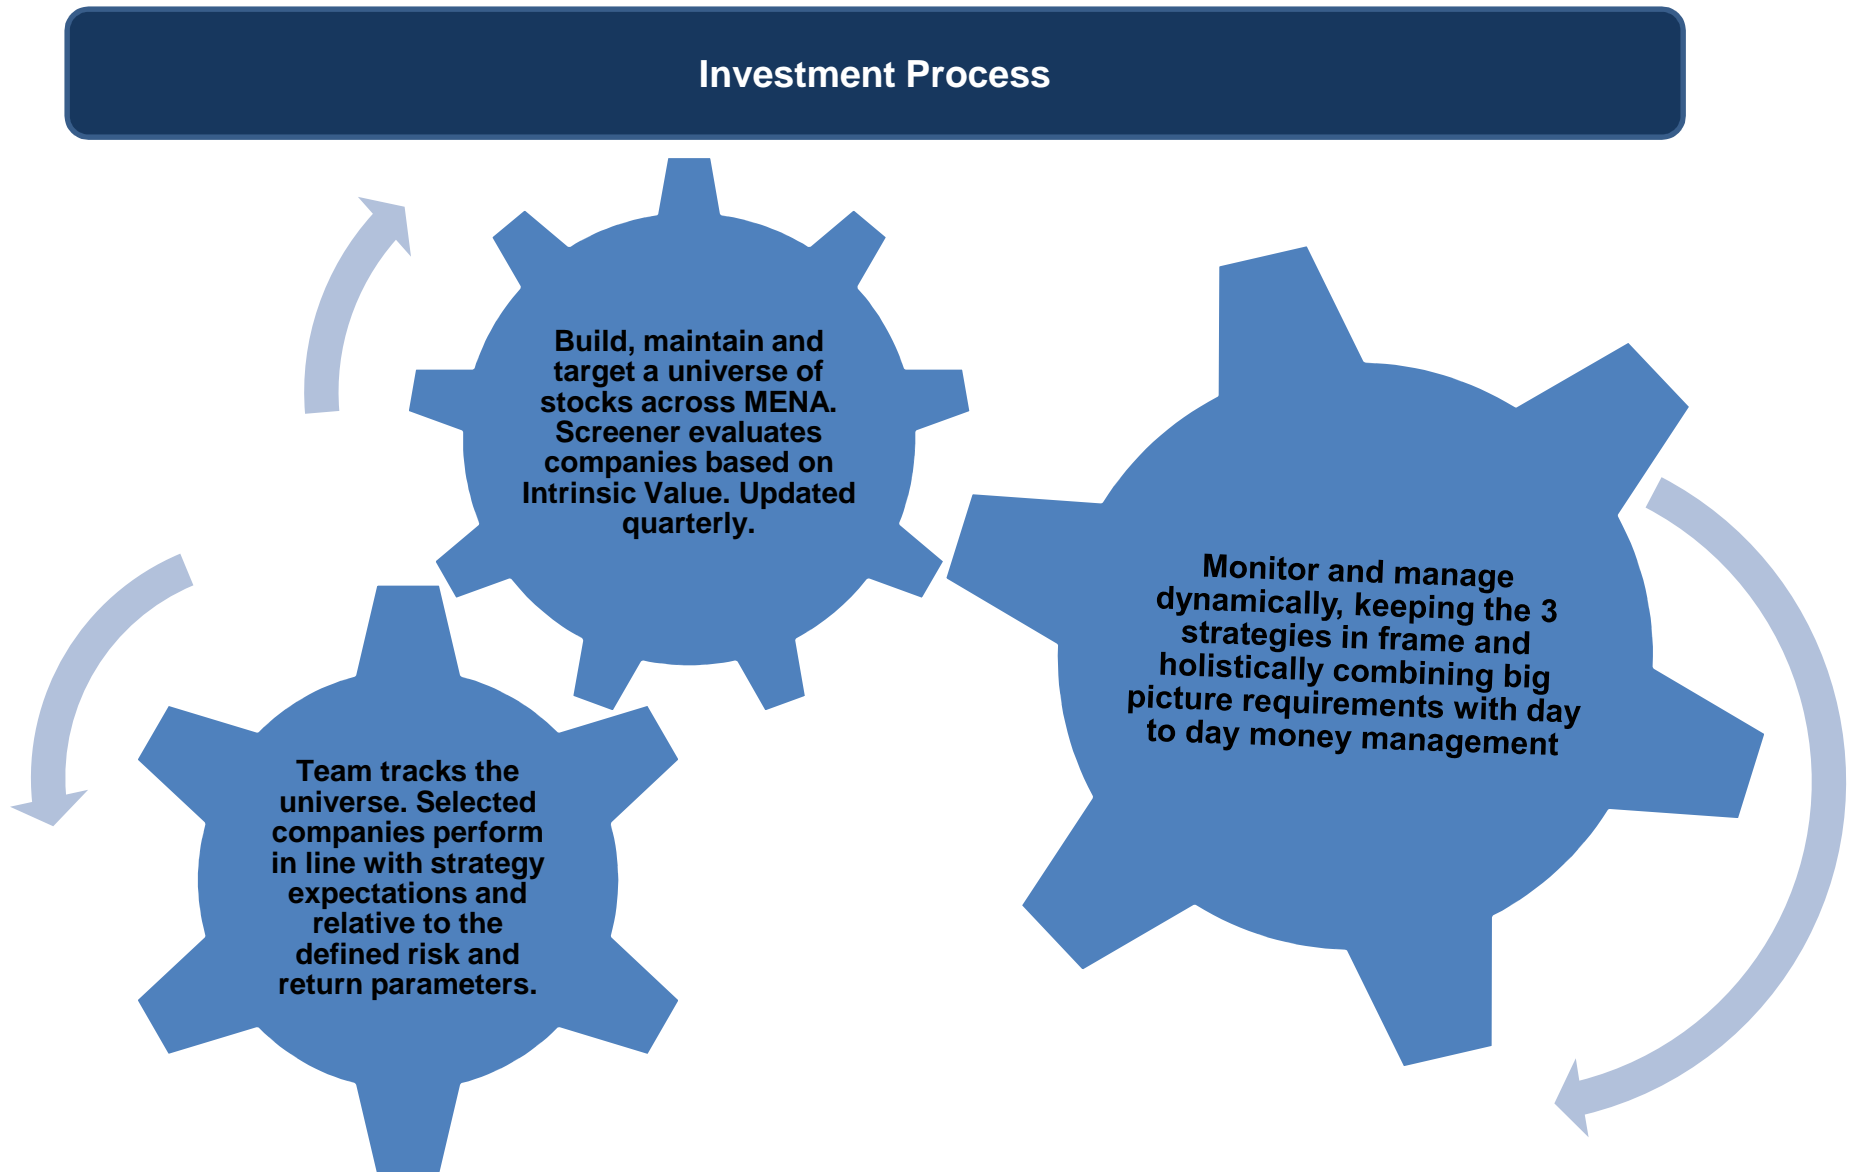 Investment Process
Build, maintain and
target a universe of
stocks across MENA.
Screener evaluates
companies based on
Intrinsic Value. Updated
quarterly.
Monitor and manage
dynamically, keeping the 3
strategies in frame and
holistically combining big
picture requirements with day
to day money management
Team tracks the
universe. Selected
companies perform
in line with strategy
expectations and
relative to the
defined risk and
return parameters.